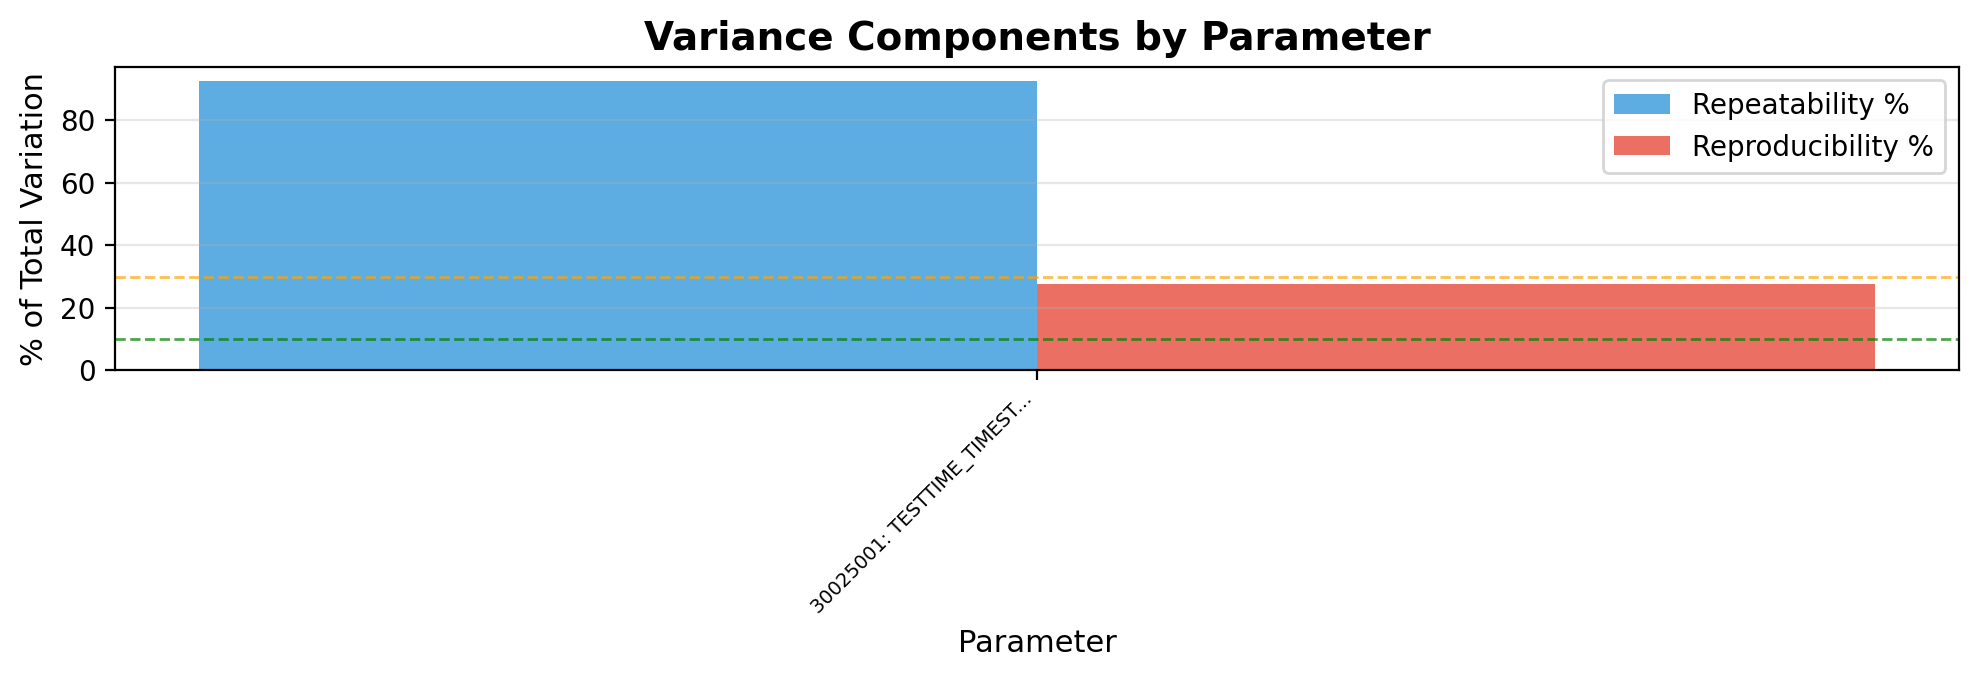 Variance Components by Parameter
% of Total Variation
80
60
40
20
0
Repeatability %
Reproducibility %
30025001: TESTTIME_TIMEST...
Parameter